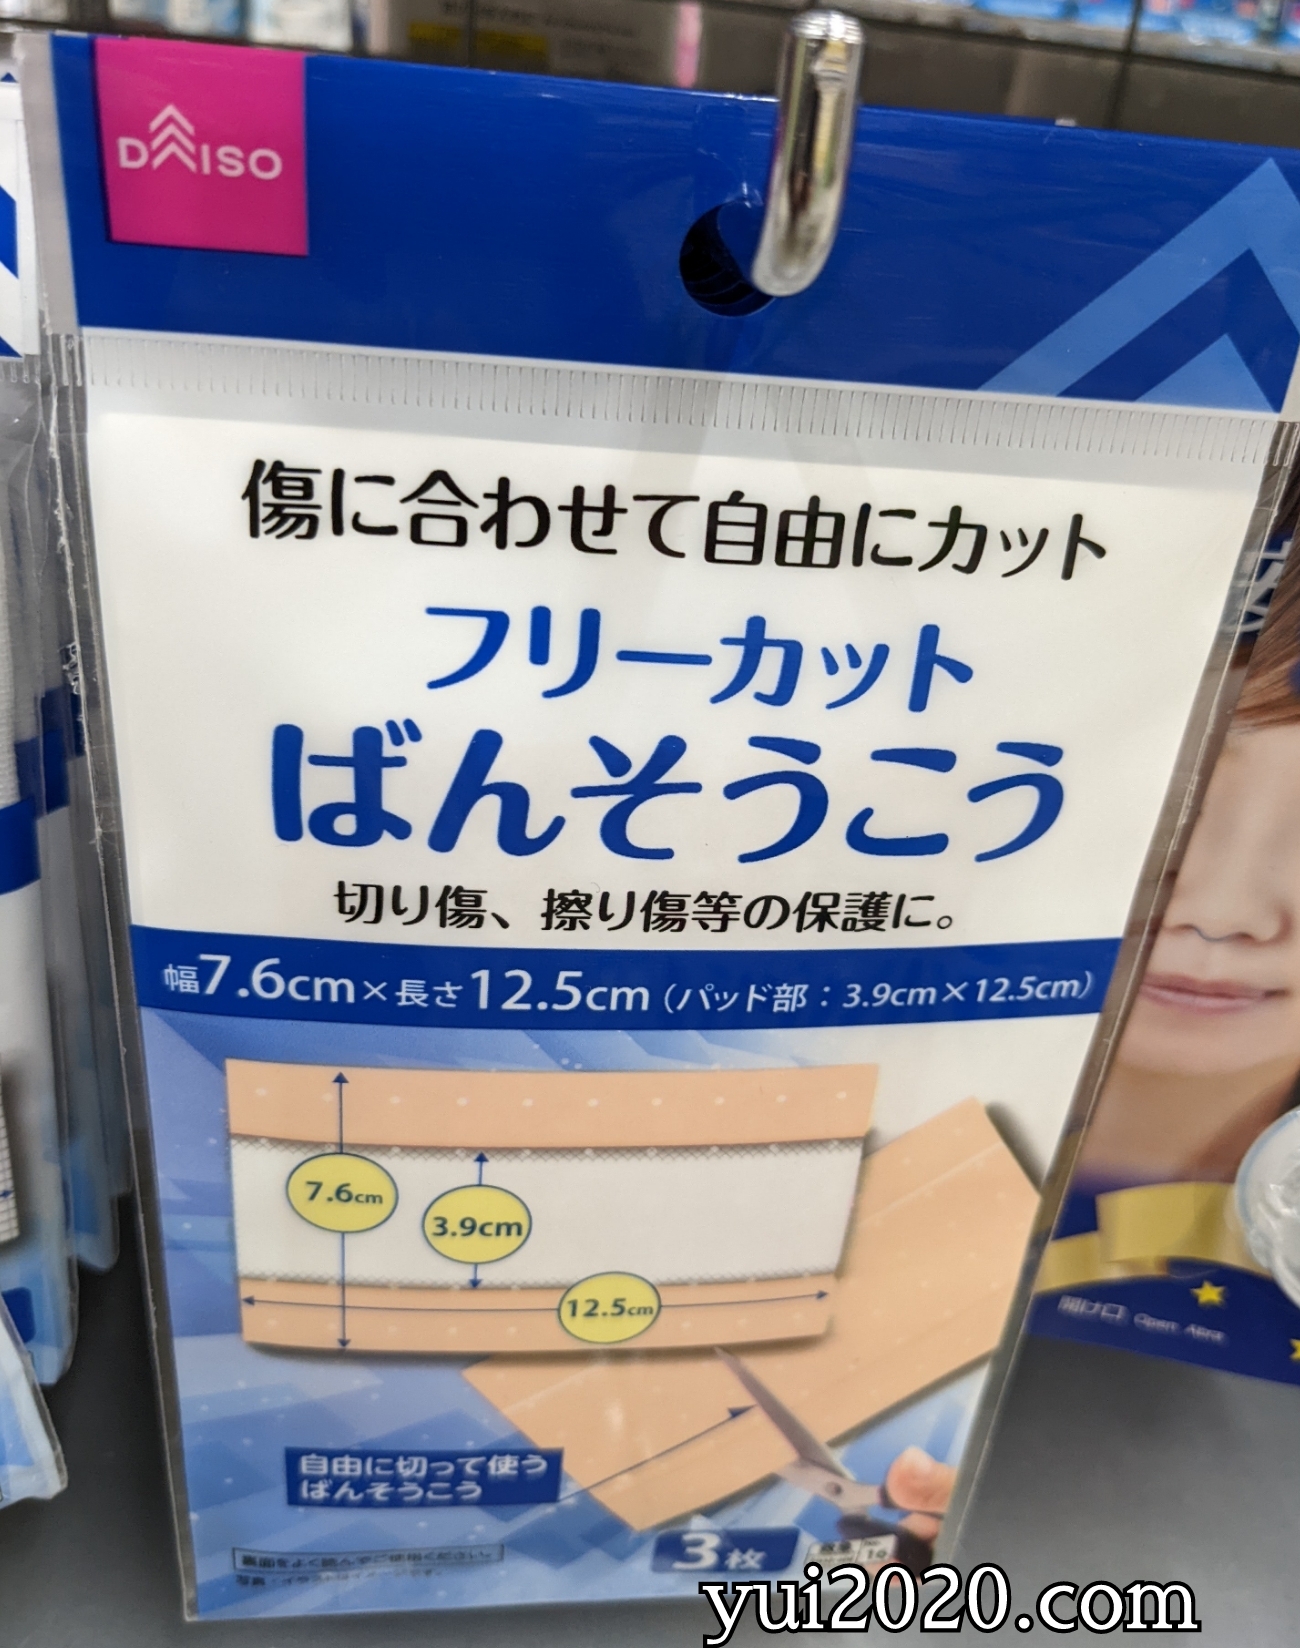 DAISO
傷に合わせて自由にカット
フリーカット
ばんそうこう
切り傷、擦り傷等の保護に。
幅7.6cm×長さ12.5cm（パッド部：3.9cm×12.5cm）
7.6cm
3.9cm
12.5cm
自由に切って使う
ばんそうこう
3枚
開け口 Open
yui2020.com